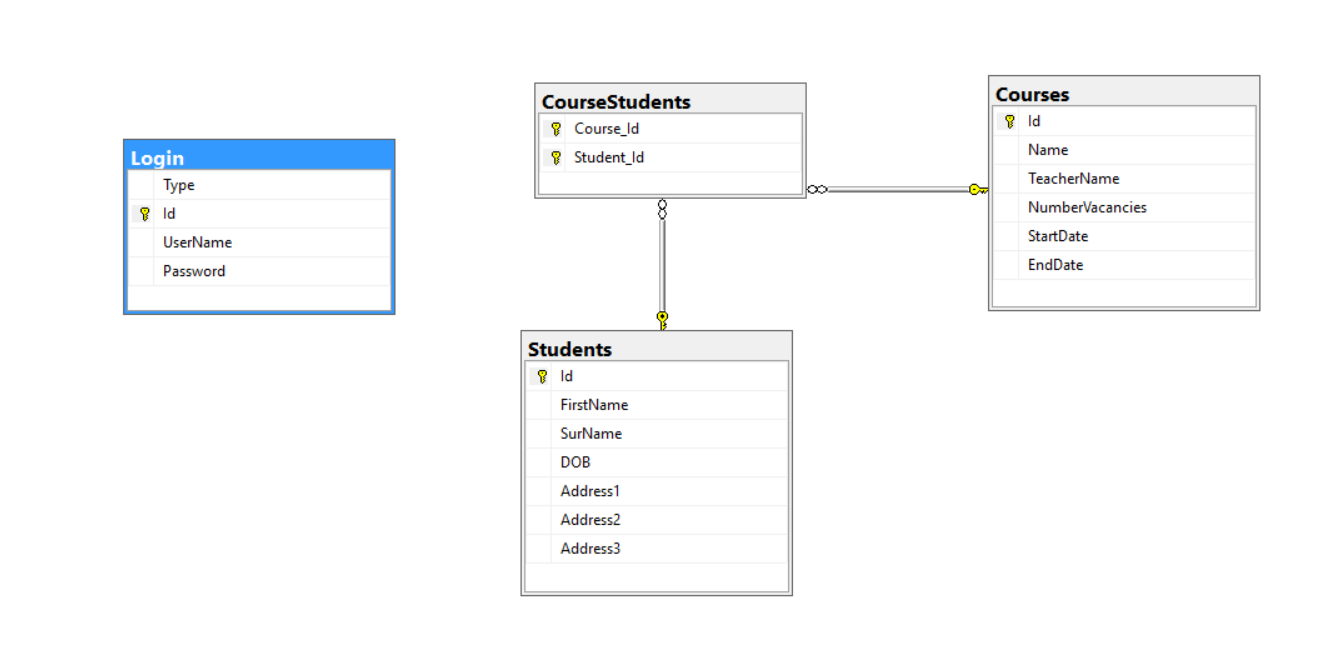 Login
Type
Id
UserName
Password
CourseStudents
Course_Id
Student_Id
Courses
Id
Name
TeacherName
NumberVacancies
StartDate
EndDate
Students
Id
FirstName
SurName
DOB
Address1
Address2
Address3